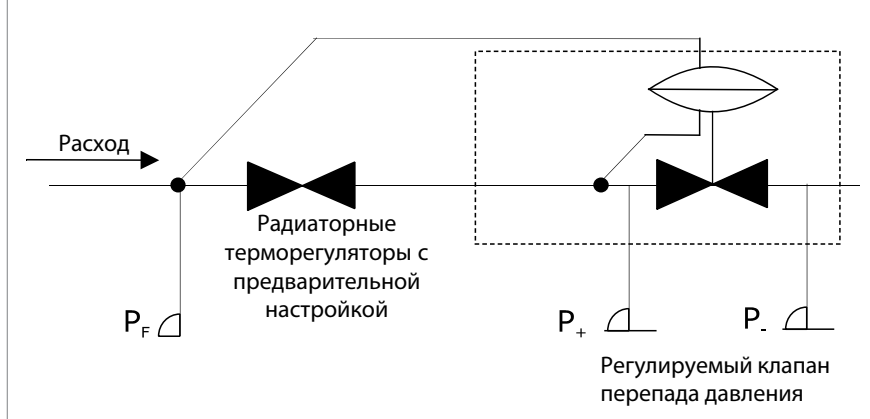 Расход
Радиаторные
терморегуляторы с
предварительной
настройкой
P_F
P_+
P_-
Регулируемый клапан
перепада давления